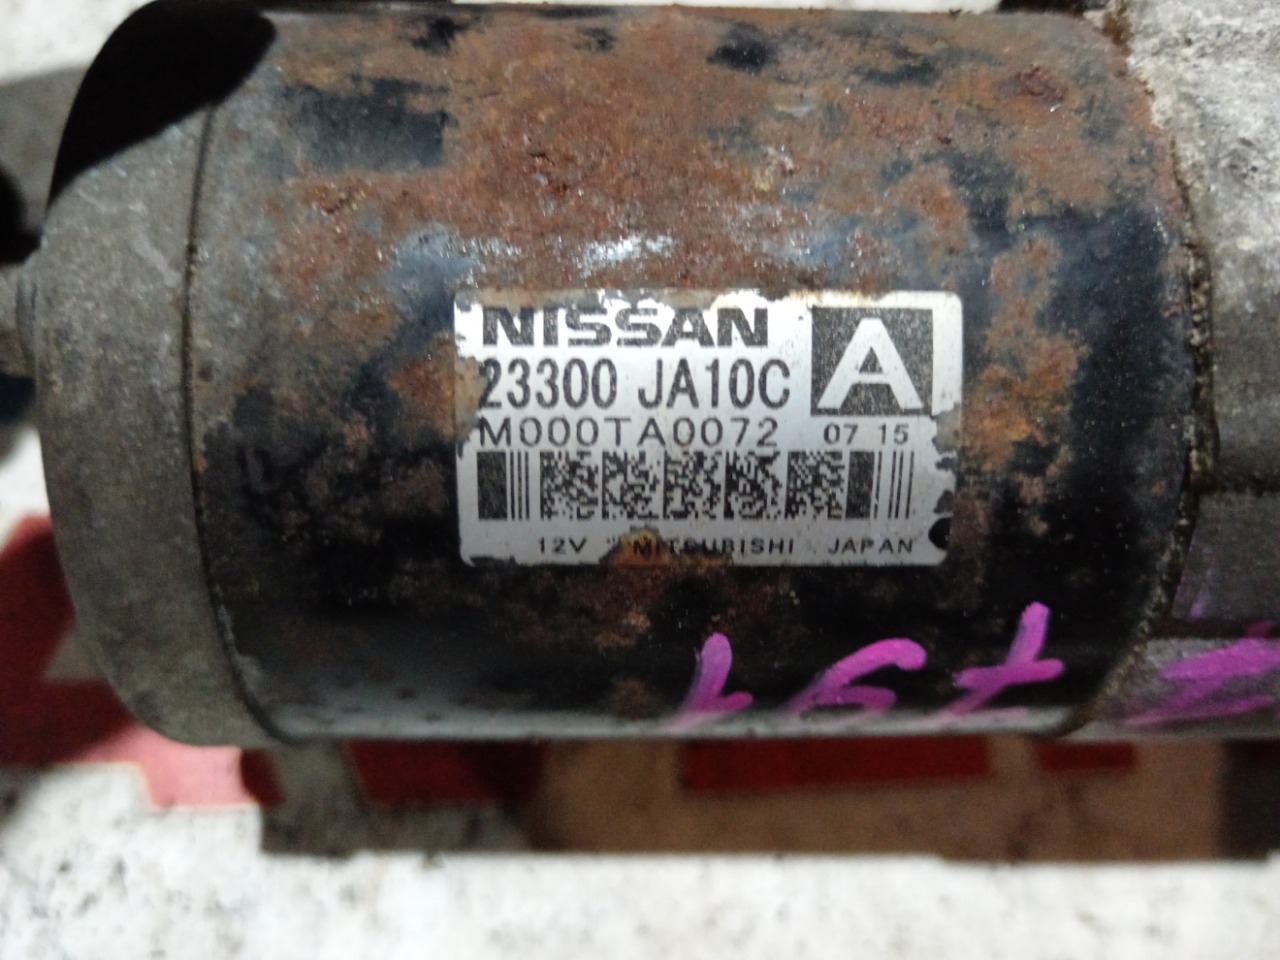 NISSAN A
23300 JA10C
M000TA0072 07 15
12V MITSUBISHI JAPAN